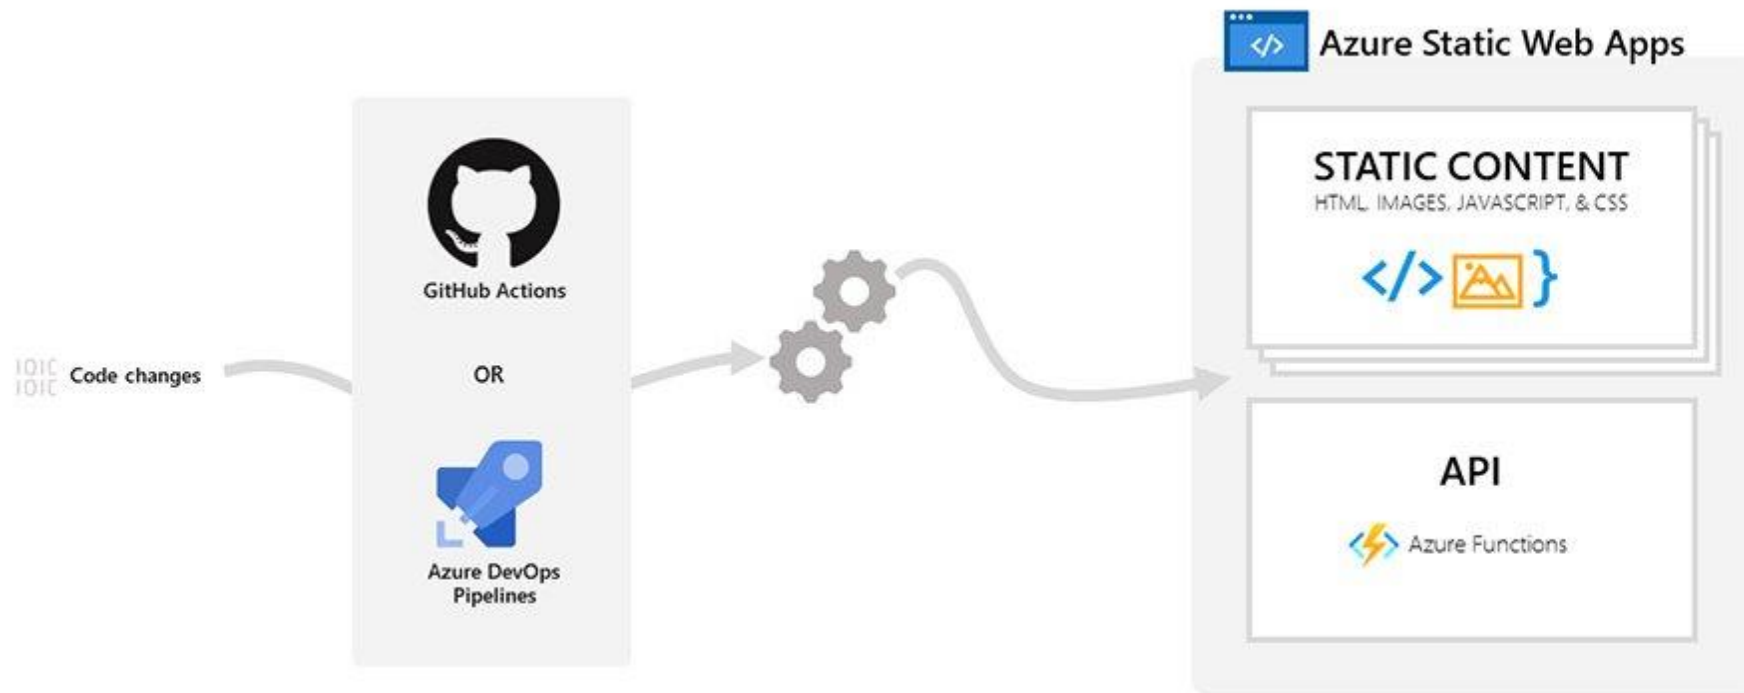 Azure Static Web Apps
STATIC CONTENT
HTML, IMAGES, JAVASCRIPT, & CSS
</> }
GitHub Actions
OR
IOIC
IOIC
Code changes
API
Azure Functions
Azure DevOps
Pipelines